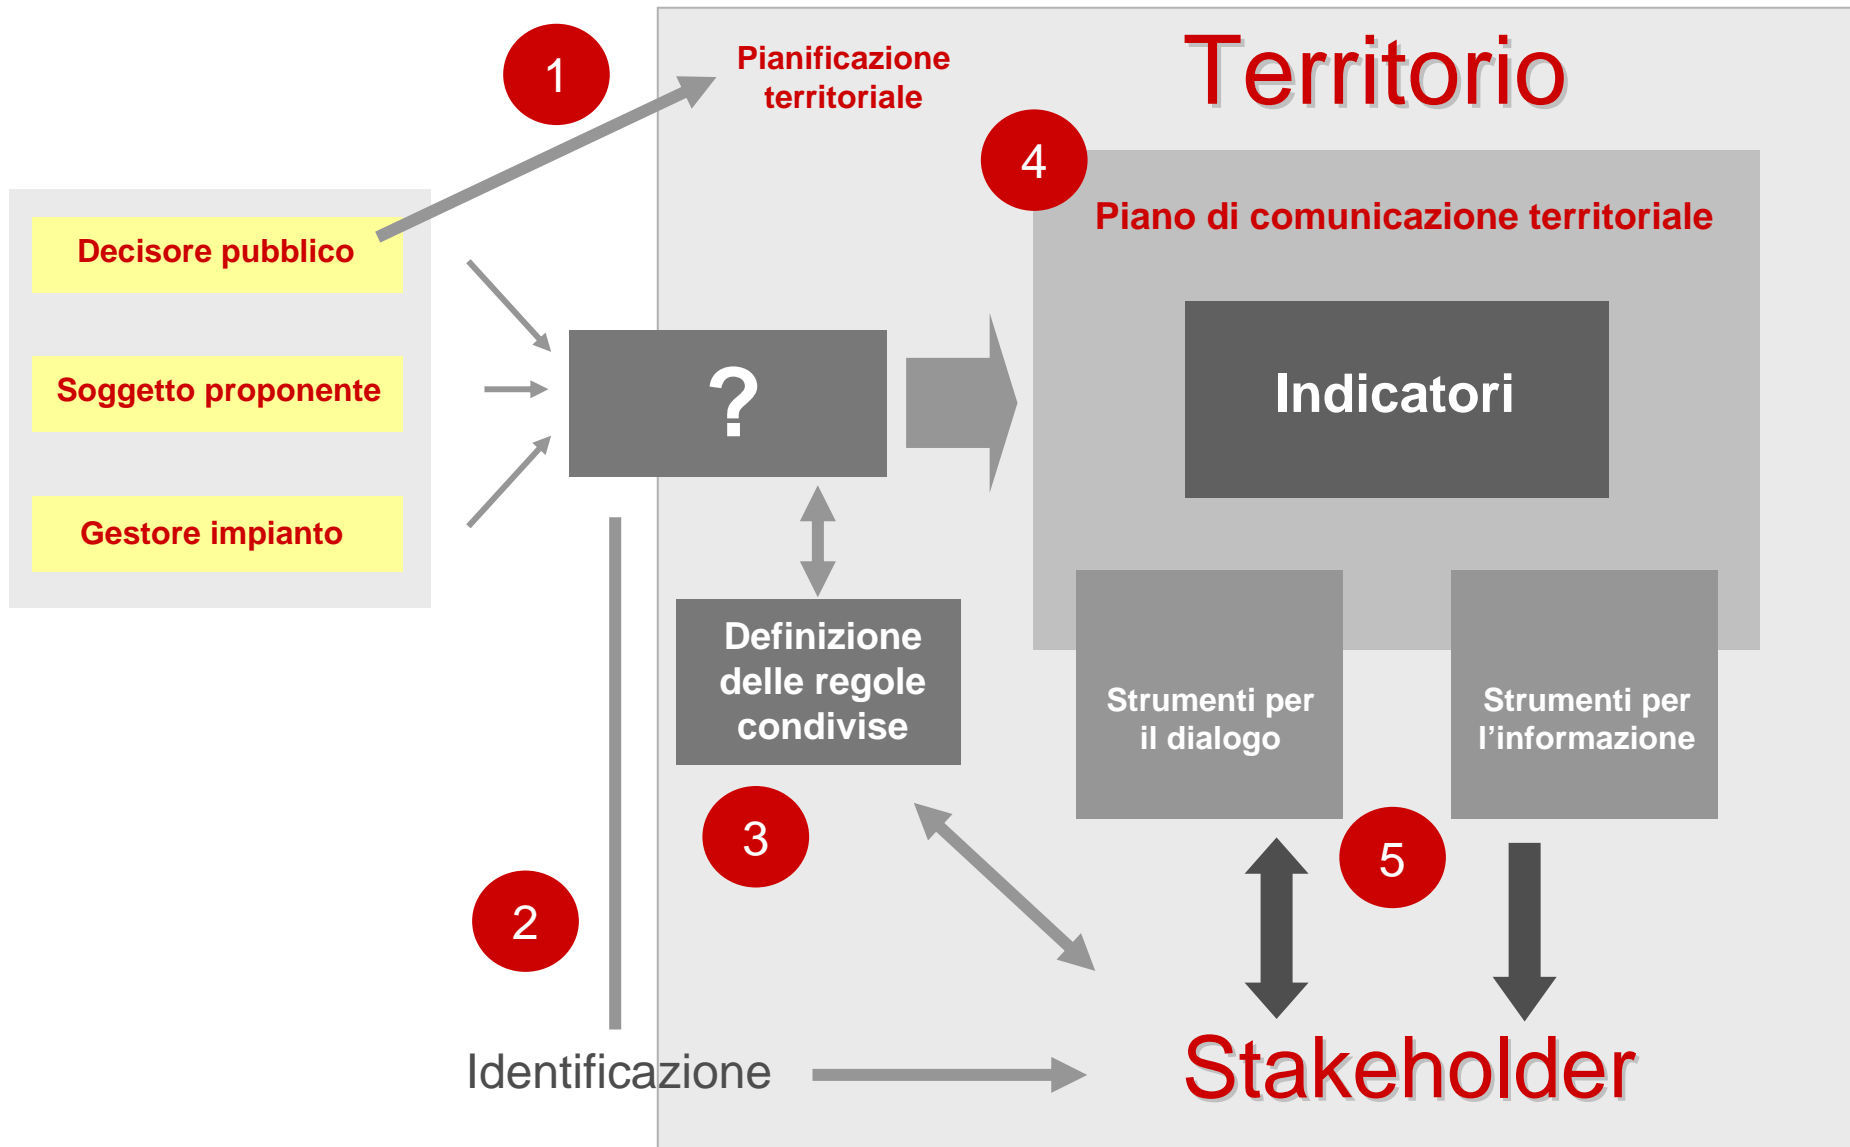 1
Pianificazione
territoriale
Territorio
4
Piano di comunicazione territoriale
Decisore pubblico
Soggetto proponente
Gestore impianto
?
Indicatori
Definizione
delle regole
condivise
Strumenti per
il dialogo
Strumenti per
l’informazione
3
5
2
Identificazione
Stakeholder